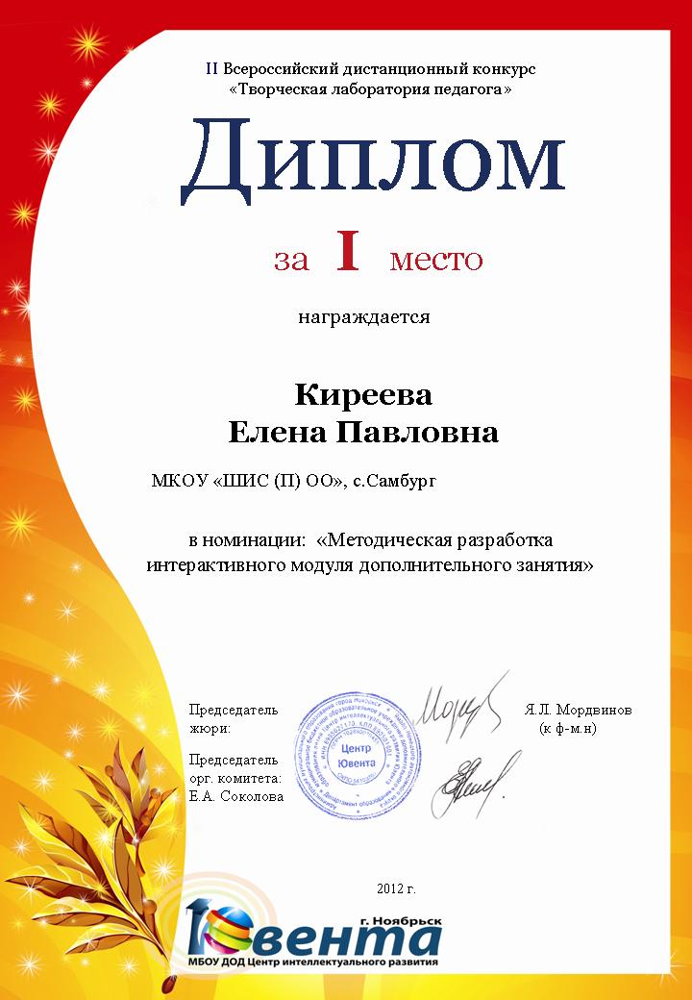 II Всероссийский дистанционный конкурс
«Творческая лаборатория педагога»
Диплом
за I место
награждается
Киреева
Елена Павловна
МКОУ «ШИС (П) ОО», с.Самбург
в номинации: «Методическая разработка
интерактивного модуля дополнительного занятия»
Председатель
жюри:
Я.Л. Мордвинов
(к ф-м.н)
Председатель
орг. комитета:
Е.А. Соколова
Центр
Ювента
2012 г.
г. Ноябрьск
Ювента
МБОУ ДОД Центр интеллектуального развития